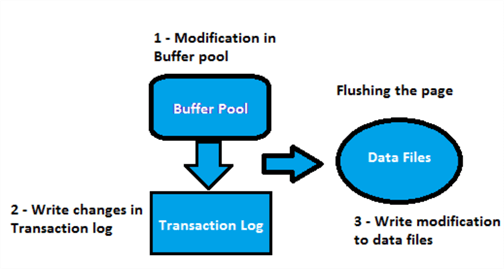 1 - Modification in
Buffer pool
Buffer Pool
Flushing the page
Data Files
2 - Write changes in
Transaction log
Transaction Log
3 - Write modification
to data files